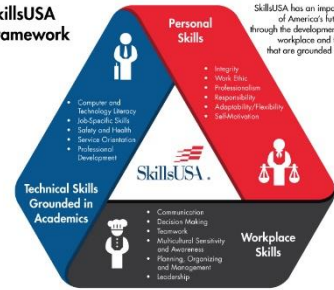 killsUSA
ramework
SkillsUSA has an impa
of America's fut
through the development
workplace and t
that are grounded
Personal
Skills
• Integrity
• Work Ethic
• Professionalism
• Responsibility
• Adaptability/Flexibility
• Self-Motivation
• Computer and
Technology Literacy
• Job-Specific Skills
• Safety and Health
• Service Orientation
• Professional
Development
SkillsUSA.
Technical Skills
Grounded in
Academics
• Communication
• Decision Making
• Teamwork
• Multicultural Sensitivity
and Awareness
• Planning, Organizing
and Management
• Leadership
Workplace
Skills